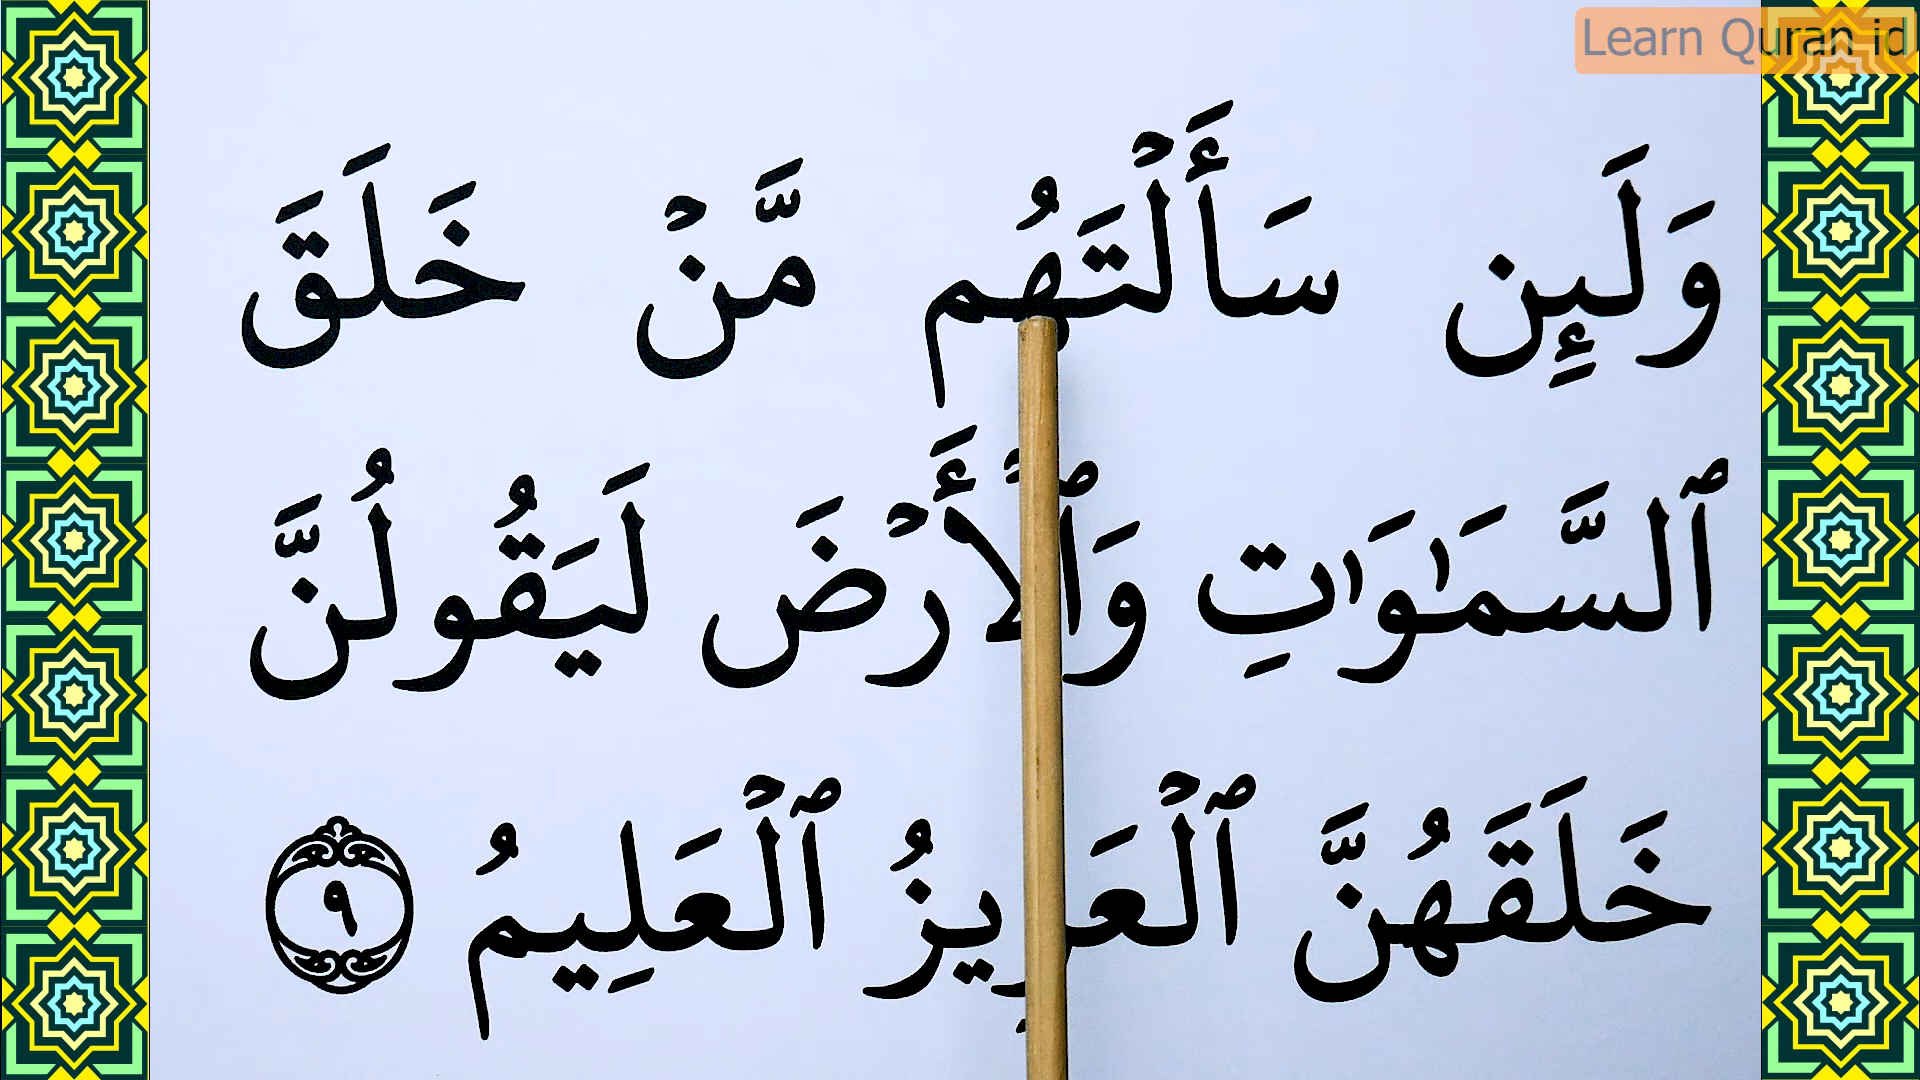 Learn Quran id
وَلَئِن سَأَلۡتَهُم مَّنۡ خَلَقَ
ٱلسَّمَٰوَٰتِ وَٱلۡأَرۡضَ لَيَقُولُنَّ
خَلَقَهُنَّ ٱلۡعَزِيزُ ٱلۡعَلِيمُ ٩